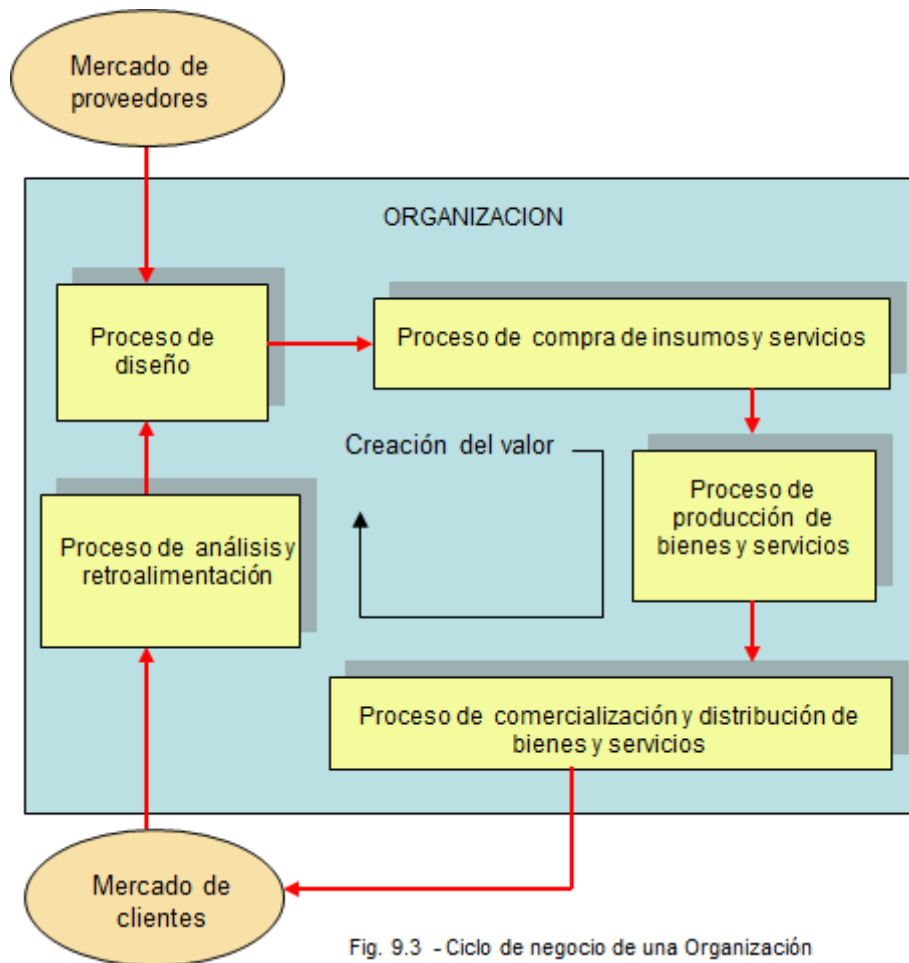 Mercado de
proveedores
ORGANIZACION
Proceso de
diseño
Proceso de compra de insumos y servicios
Creación del valor
Proceso de
producción de
bienes y servicios
Proceso de análisis y
retroalimentación
Proceso de comercialización y distribución de
bienes y servicios
Mercado de
clientes
Fig. 9.3 - Ciclo de negocio de una Organización